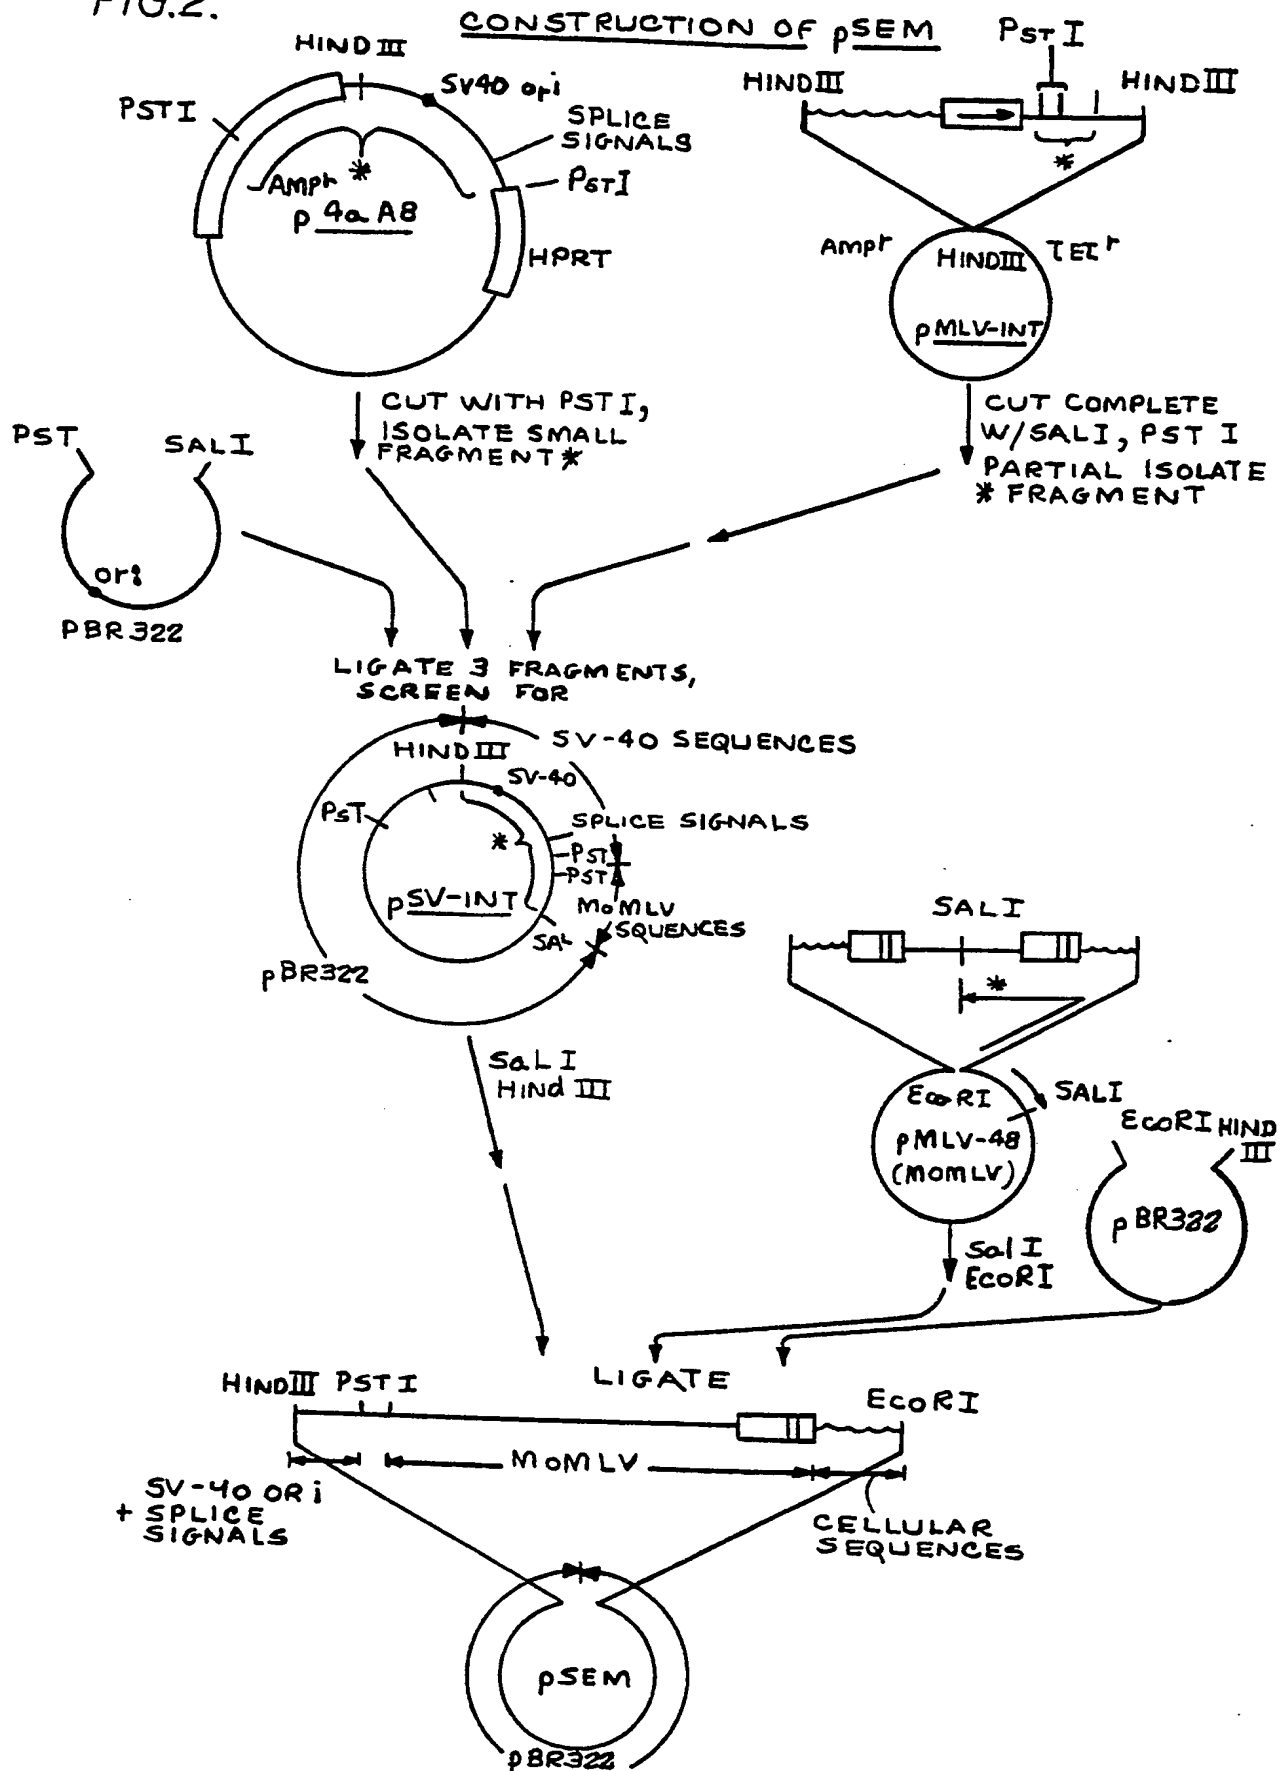 FIG.2.
CONSTRUCTION OF pSEM
HIND III
SV40 ori
PST I
SPLICE
SIGNALS
PST I
AMPr *
p 4a A8
HPRT
PST I
HIND III
HIND III
*
AMPr
HIND III
TETr
pMLV-INT
CUT WITH PST I,
ISOLATE SMALL
FRAGMENT *
CUT COMPLETE
W/SALI, PST I
PARTIAL ISOLATE
* FRAGMENT
PST
SALI
ori
PBR322
LIGATE 3 FRAGMENTS,
SCREEN FOR
HIND III
SV-40 SEQUENCES
SV-40
PST
SPLICE SIGNALS
*
PST
PST
pSV-INT
MoMLV
SQUENCES
SAL
pBR322
SaL I
HINd III
SALI
*
EcoRI
SALI
pMLV-48
(MOMLV)
EcoRI
HIND
III
pBR322
SalI
EcoRI
LIGATE
HIND III
PST I
EcoRI
MoMLV
SV-40 ORi
+ SPLICE
SIGNALS
CELLULAR
SEQUENCES
pSEM
pBR322